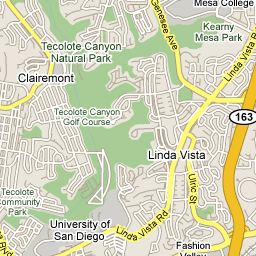 Mesa College
Genesee Ave
Kearny
Mesa Park
Tecolote Canyon
Natural Park
Clairemont
Linda Vista
Tecolote Canyon
Golf Course
163
Linda Vista
Ulric St
Tecolote
Community
Park
Linda Vista Rd
University of
San Diego
Fashion
Valley